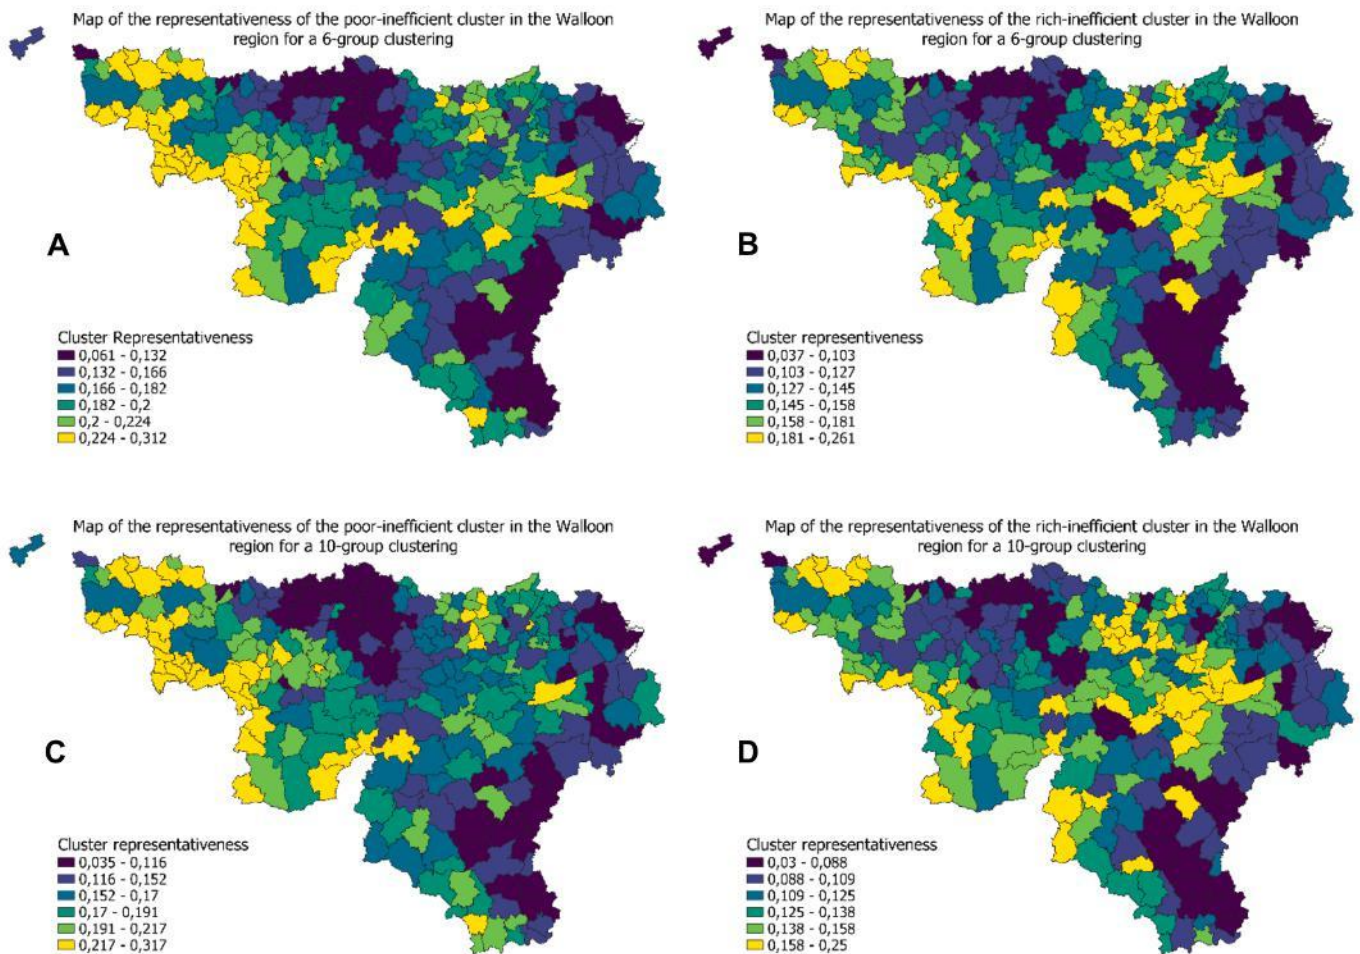 Map of the representativeness of the poor-inefficient cluster in the Walloon
region for a 6-group clustering
A
Cluster Representativeness
0,061 - 0,132
0,132 - 0,166
0,166 - 0,182
0,182 - 0,2
0,2 - 0,224
0,224 - 0,312
Map of the representativeness of the rich-inefficient cluster in the Walloon
region for a 6-group clustering
B
Cluster representiveness
0,037 - 0,103
0,103 - 0,127
0,127 - 0,145
0,145 - 0,158
0,158 - 0,181
0,181 - 0,261
Map of the representativeness of the poor-inefficient cluster in the Walloon
region for a 10-group clustering
C
Cluster representativeness
0,035 - 0,116
0,116 - 0,152
0,152 - 0,17
0,17 - 0,191
0,191 - 0,217
0,217 - 0,317
Map of the representativeness of the rich-inefficient cluster in the Walloon
region for a 10-group clustering
D
Cluster representativeness
0,03 - 0,088
0,088 - 0,109
0,109 - 0,125
0,125 - 0,138
0,138 - 0,158
0,158 - 0,25